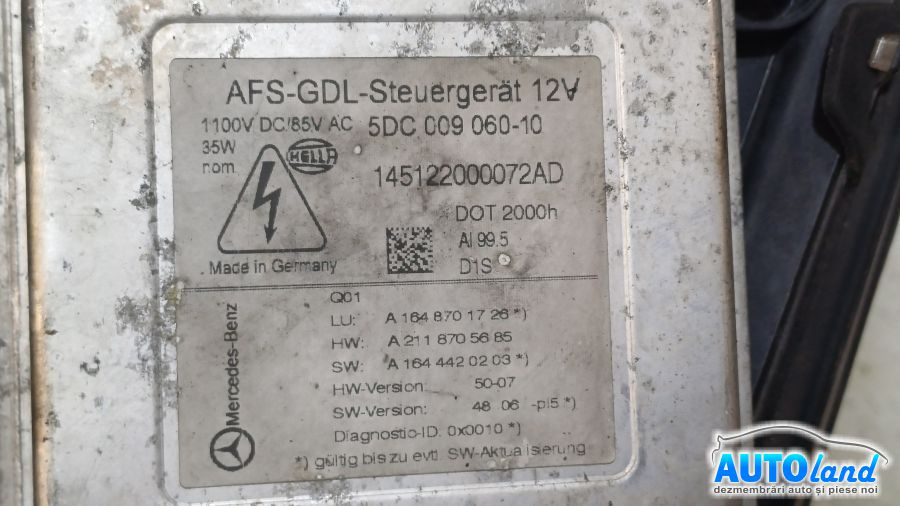 AFS-GDL-Steuergerät 12V
1100V DC/85V AC 5DC 009 060-10
35W
nom.
HELLA
145122000072AD
DOT 2000h
Al 99.5
D1S
Made in Germany
Mercedes-Benz
Q01
LU: A 164 870 17 26 *)
HW: A 211 870 56 85
SW: A 164 442 02 03 *)
HW-Version: 50-07
SW-Version: 48 06 -pl5 *)
Diagnostic-ID: 0x0010 *)
*) gültig bis zu evtl. SW-Aktualisierung
AUTOland
dezmembrări auto și piese noi